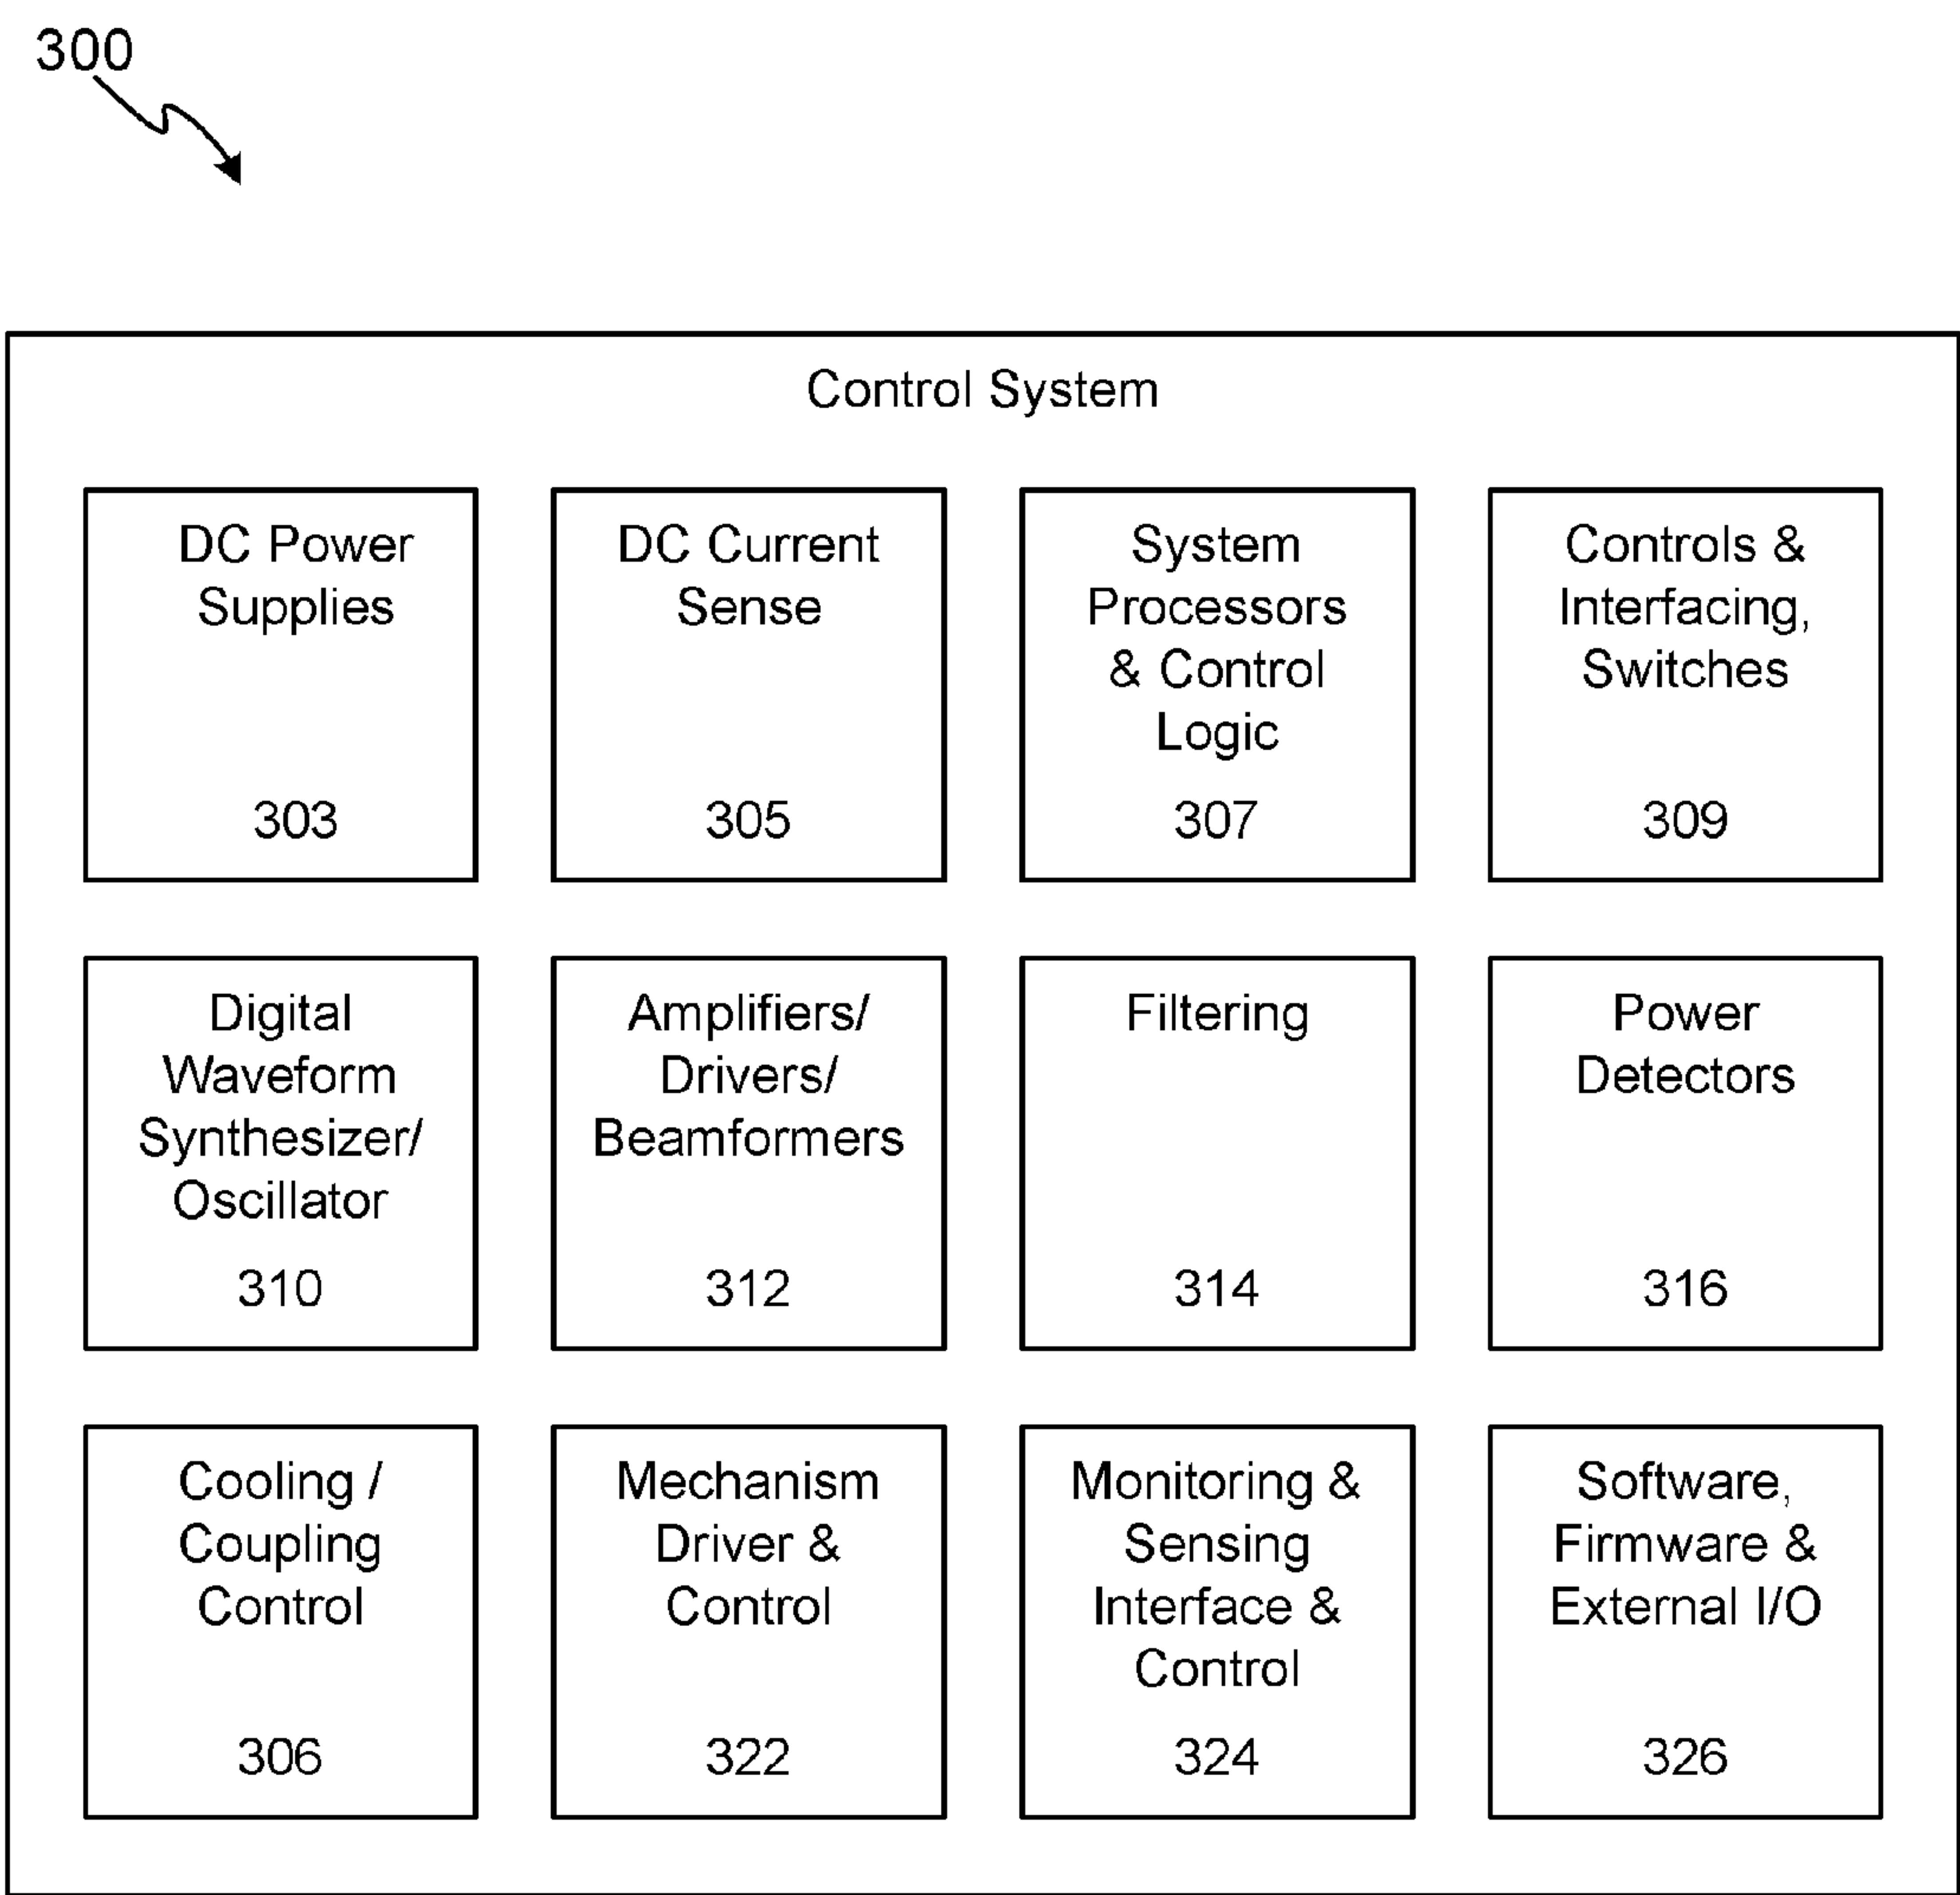 300
Control System
DC Power
Supplies
303
DC Current
Sense
305
System
Processors
& Control
Logic
307
Controls &
Interfacing,
Switches
309
Digital
Waveform
Synthesizer/
Oscillator
310
Amplifiers/
Drivers/
Beamformers
312
Filtering
314
Power
Detectors
316
Cooling /
Coupling
Control
306
Mechanism
Driver &
Control
322
Monitoring &
Sensing
Interface &
Control
324
Software,
Firmware &
External I/O
326